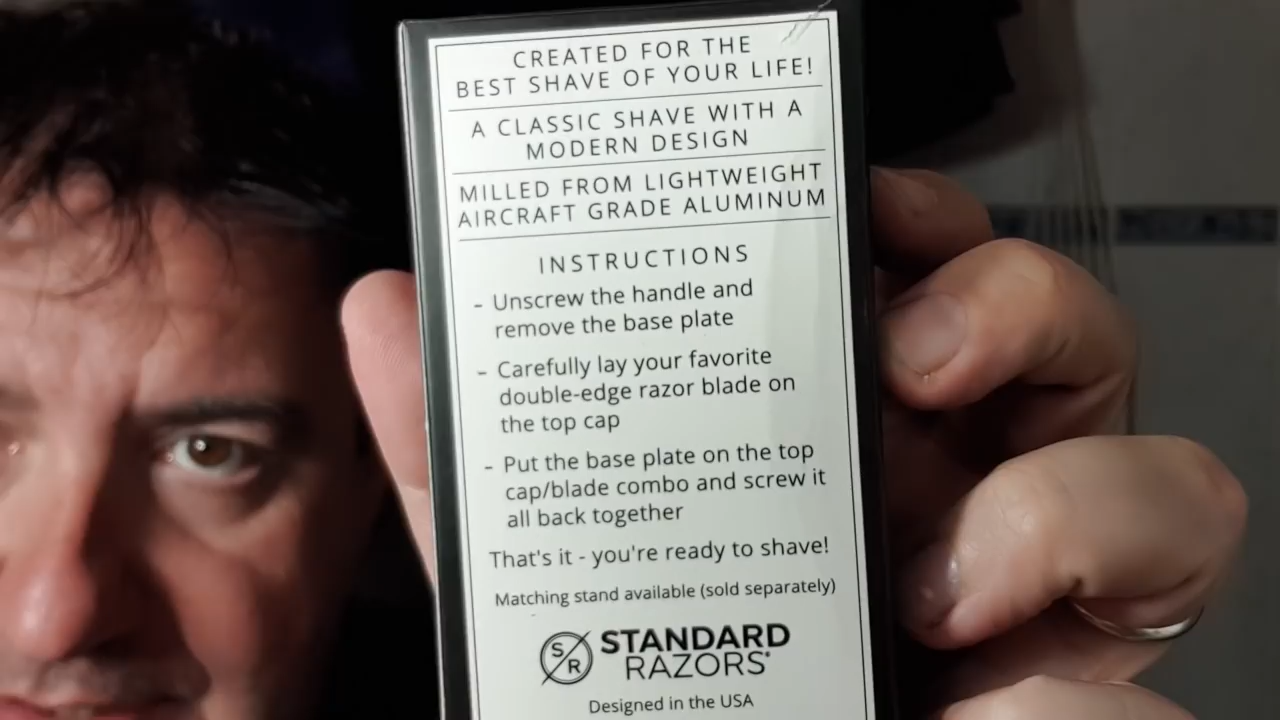 CREATED FOR THE
BEST SHAVE OF YOUR LIFE!
A CLASSIC SHAVE WITH A
MODERN DESIGN
MILLED FROM LIGHTWEIGHT
AIRCRAFT GRADE ALUMINUM
INSTRUCTIONS
- Unscrew the handle and
remove the base plate
- Carefully lay your favorite
double-edge razor blade on
the top cap
- Put the base plate on the top
cap/blade combo and screw it
all back together
That's it - you're ready to shave!
Matching stand available (sold separately)
S/R STANDARD
RAZORS®
Designed in the USA